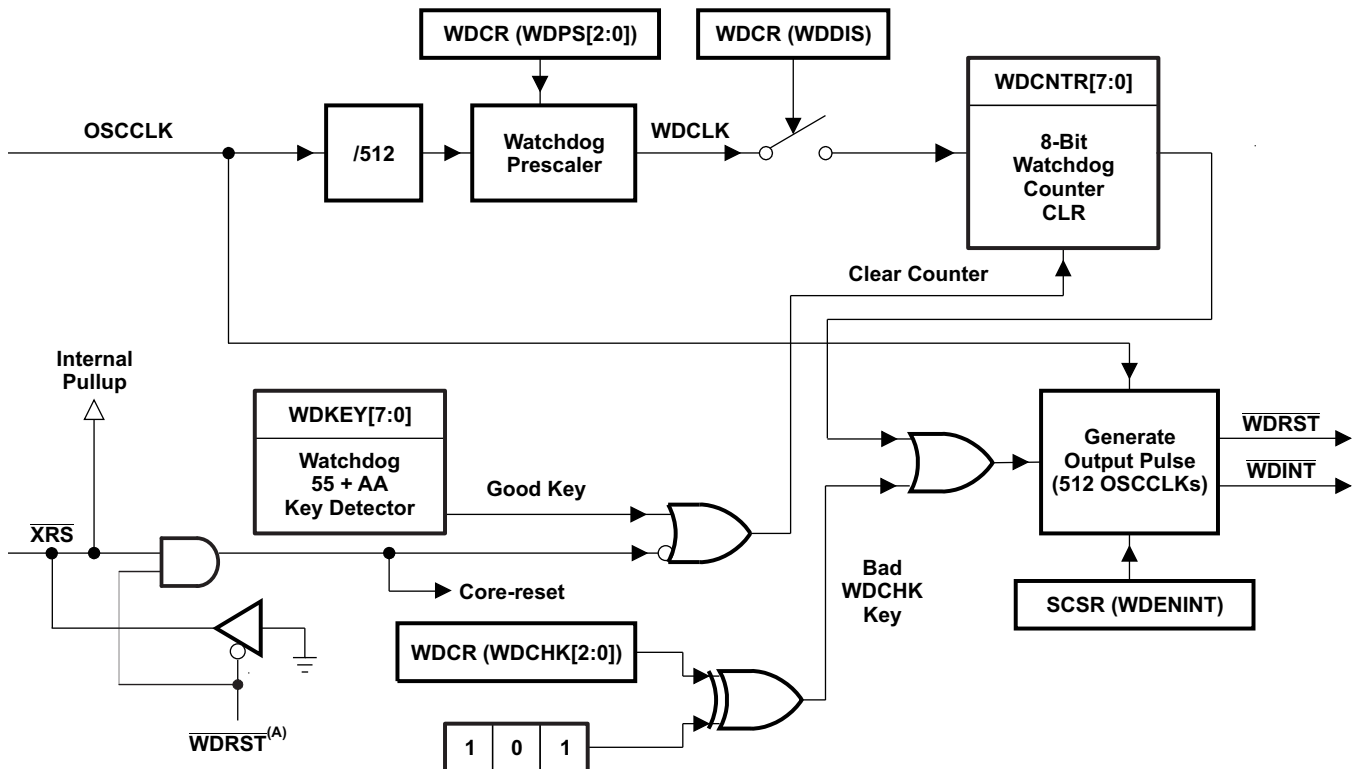 WDCR (WDPS[2:0])
WDCR (WDDIS)
WDCNTR[7:0]
OSCCLK
/512
Watchdog
Prescaler
WDCLK
8-Bit
Watchdog
Counter
CLR
Clear Counter
Internal
Pullup
WDKEY[7:0]
Watchdog
55 + AA
Key Detector
Good Key
Generate
Output Pulse
(512 OSCCLKs)
WDRST
WDINT
XRS
Core-reset
Bad
WDCHK
Key
SCSR (WDENINT)
WDCR (WDCHK[2:0])
WDRST(A)
1 0 1